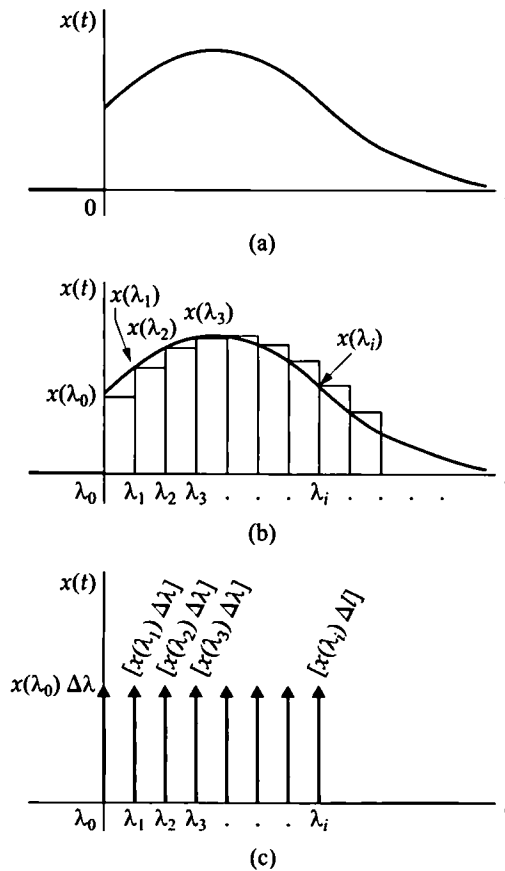 x(t)
0
(a)
x(t)
x(λ₁)
x(λ₂)
x(λ₃)
x(λᵢ)
x(λ₀)
λ₀ λ₁ λ₂ λ₃ . . . λᵢ . . . .
(b)
x(t)
[x(λ₁) Δλ]
[x(λ₂) Δλ]
[x(λ₃) Δλ]
[x(λᵢ) Δl]
x(λ₀) Δλ
λ₀ λ₁ λ₂ λ₃ . . . λᵢ
(c)